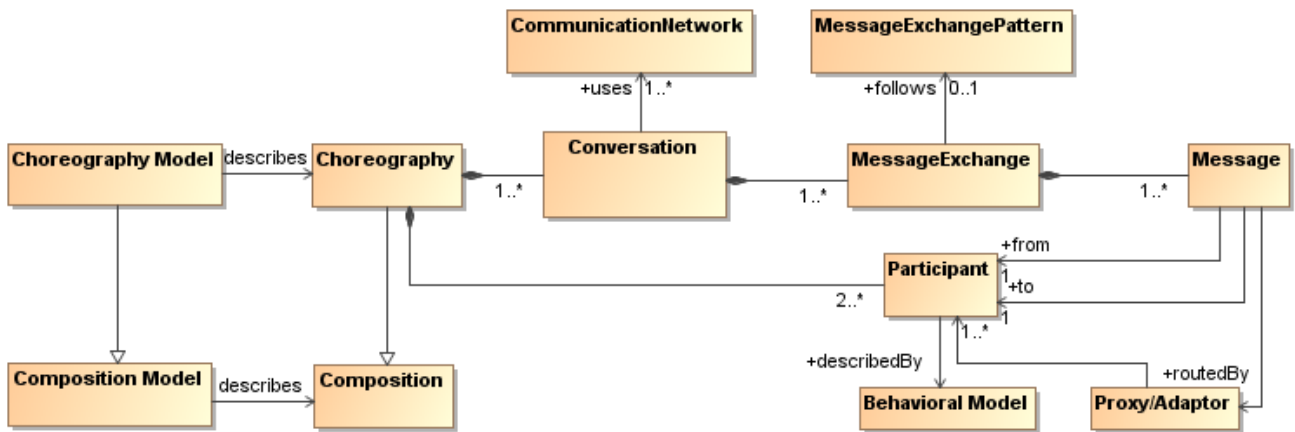 CommunicationNetwork
MessageExchangePattern
+uses 1..*
+follows 0..1
Choreography Model
describes
Choreography
Conversation
MessageExchange
Message
1..*
1..*
1..*
+from
1
Participant
+to
1
2..*
1..*
+describedBy
+routedBy
Composition Model
describes
Composition
Behavioral Model
Proxy/Adaptor